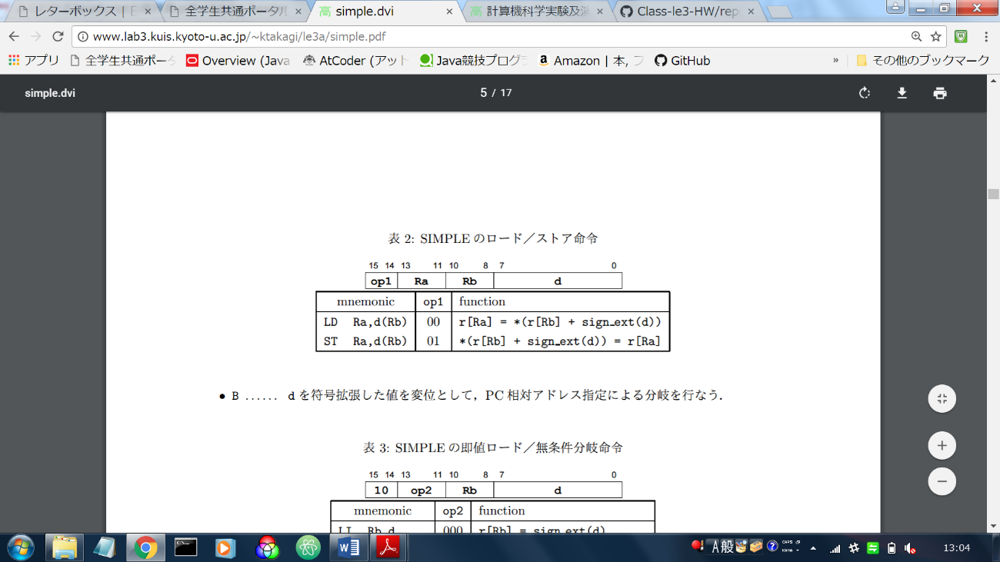 レターボックス | E
全学生共通ポータル
simple.dvi
計算機科学実験及演
Class-le3-HW/rep
www.lab3.kuis.kyoto-u.ac.jp/~ktakagi/le3a/simple.pdf
アプリ 全学生共通ポータ Overview (Java AtCoder (アット Java競技プログラ Amazon | 本, フ GitHub » その他のブックマーク
simple.dvi 5 / 17
表 2: SIMPLE のロード／ストア命令
15 14 13 11 10 8 7 0
op1 Ra Rb d
mnemonic op1 function
LD Ra,d(Rb) 00 r[Ra] = *(r[Rb] + sign_ext(d))
ST Ra,d(Rb) 01 *(r[Rb] + sign_ext(d)) = r[Ra]
• B ...... d を符号拡張した値を変位として，PC 相対アドレス指定による分岐を行なう．
表 3: SIMPLE の即値ロード／無条件分岐命令
15 14 13 11 10 8 7 0
10 op2 Rb d
mnemonic op2 function
LI Rb,d 000 r[Rb] = sign_ext(d)
A 般 CAPS KANA 13:04